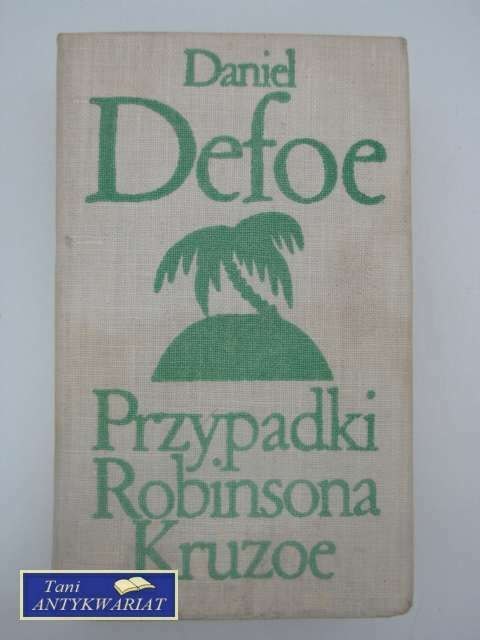 Daniel
Defoe
Przypadki
Robinsona
Kruzoe
Tani
ANTYKWARIAT